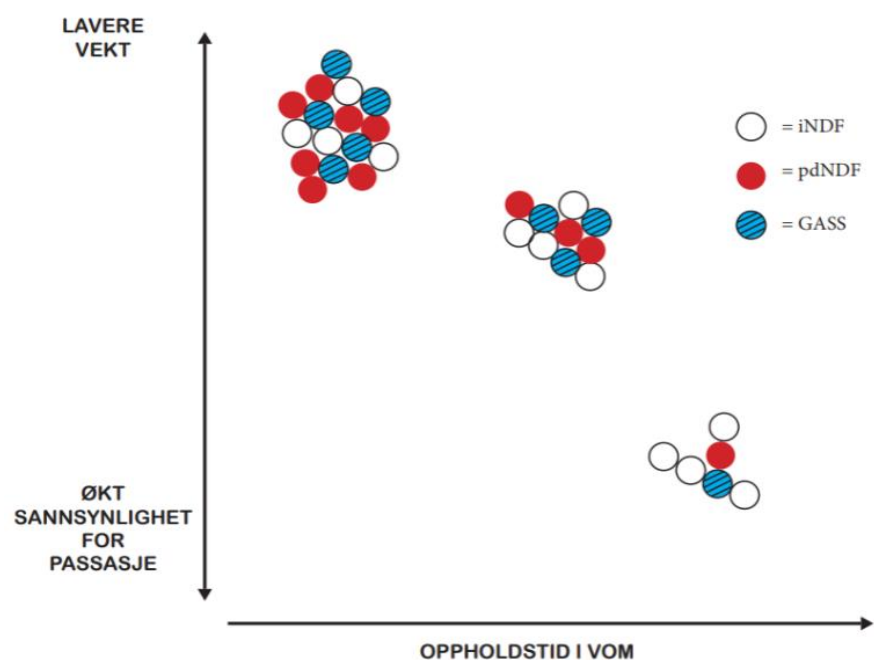 LAVERE
VEKT
= iNDF
= pdNDF
= GASS
ØKT
SANNSYNLIGHET
FOR
PASSASJE
OPPHOLDSTID I VOM